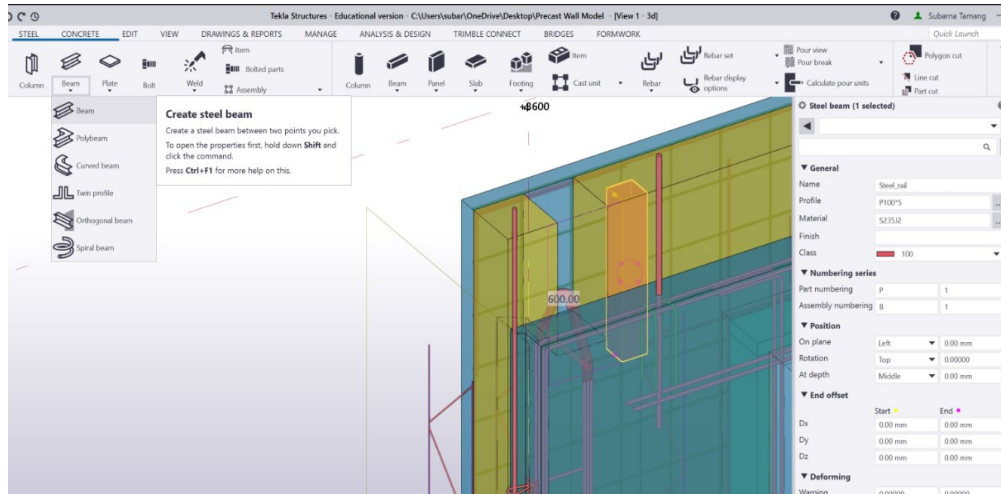 Tekla Structures - Educational version - C:\Users\subar\OneDrive\Desktop\Precast Wall Model - [View 1 - 3d]
Subarna Tamang
STEEL CONCRETE EDIT VIEW DRAWINGS & REPORTS MANAGE ANALYSIS & DESIGN TRIMBLE CONNECT BRIDGES FORMWORK Quick Launch
Column Beam Plate Bolt Weld
Item
Bolted parts
Assembly
Column Beam Panel Slab Footing
Item
Cast unit
Rebar
Rebar set
Rebar display options
Pour view
Pour break
Calculate pour units
Polygon cut
Line cut
Part cut
Beam
Polybeam
Curved beam
Twin profile
Orthogonal beam
Spiral beam
Create steel beam
Create a steel beam between two points you pick.
To open the properties first, hold down Shift and
click the command.
Press Ctrl+F1 for more help on this.
600.00
Steel beam (1 selected)
General
Name Steel_rail
Profile P100*5
Material S235J2
Finish
Class 100
Numbering series
Part numbering P 1
Assembly numbering B 1
Position
On plane Left 0.00 mm
Rotation Top 0.00000
At depth Middle 0.00 mm
End offset
Start End
Dx 0.00 mm 0.00 mm
Dy 0.00 mm 0.00 mm
Dz 0.00 mm 0.00 mm
Deforming
Warping 0.00000 0.00000